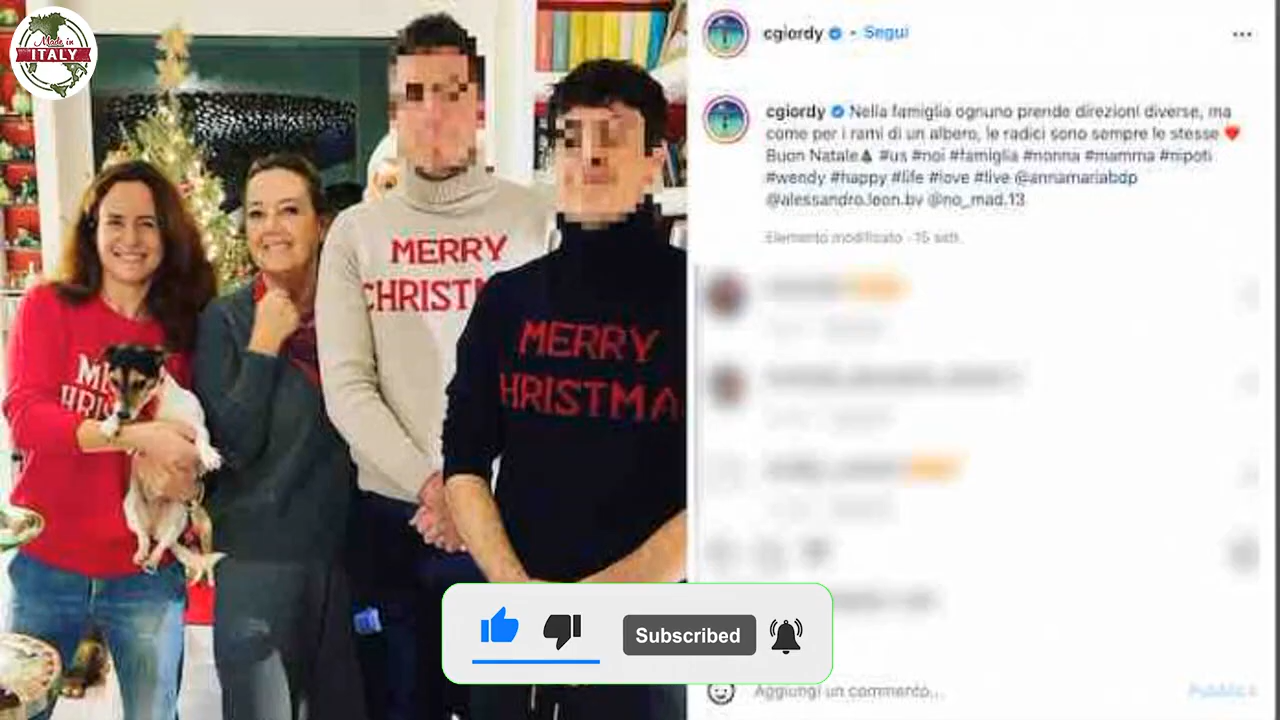 Made in
ITALY
MERRY
CHRISTM
MERRY
HRISTMA
cgiordy • Segui
cgiordy Nella famiglia ognuno prende direzioni diverse, ma
come per i rami di un albero, le radici sono sempre le stesse ❤️
Buon Natale🎄 #us #noi #famiglia #nonna #mamma #nipoti
#wendy #happy #life #love #live @annamariabdp
@alessandro.leon.bv @no_mad.13
Elemento modificato · 15 sett.
Subscribed
Aggiungi un commento...
Pubblica